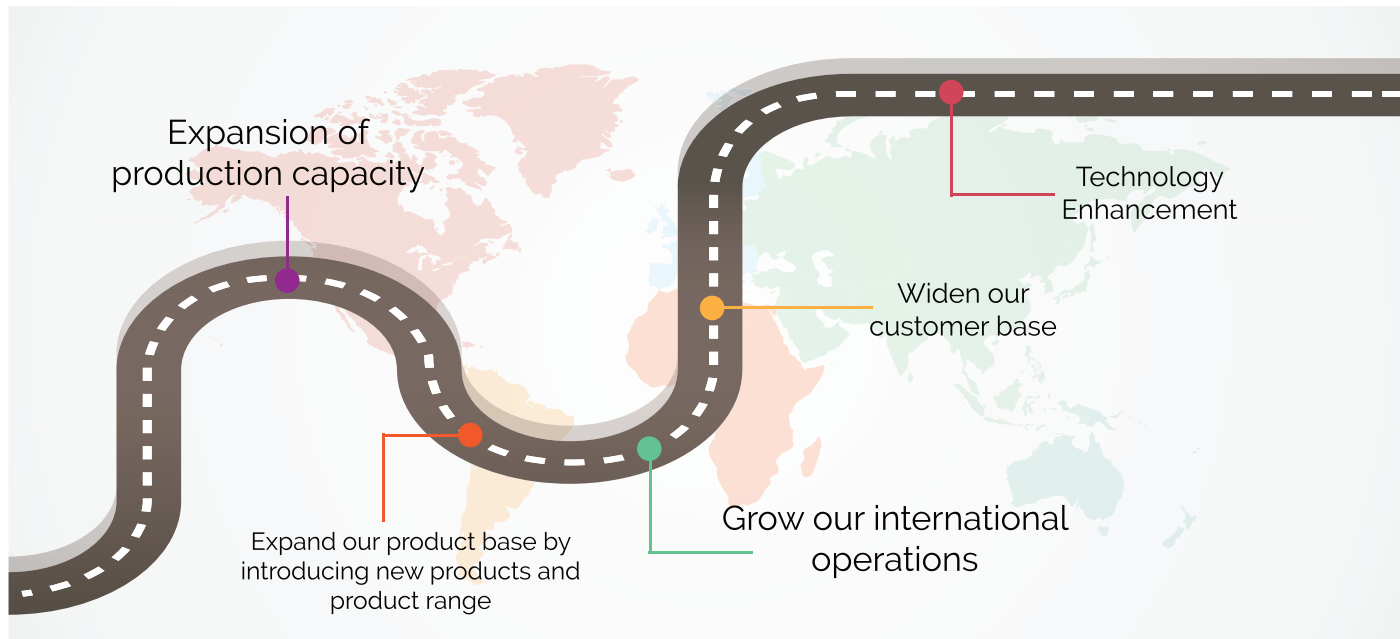 Expansion of
production capacity
Expand our product base by
introducing new products and
product range
Grow our international
operations
Widen our
customer base
Technology
Enhancement